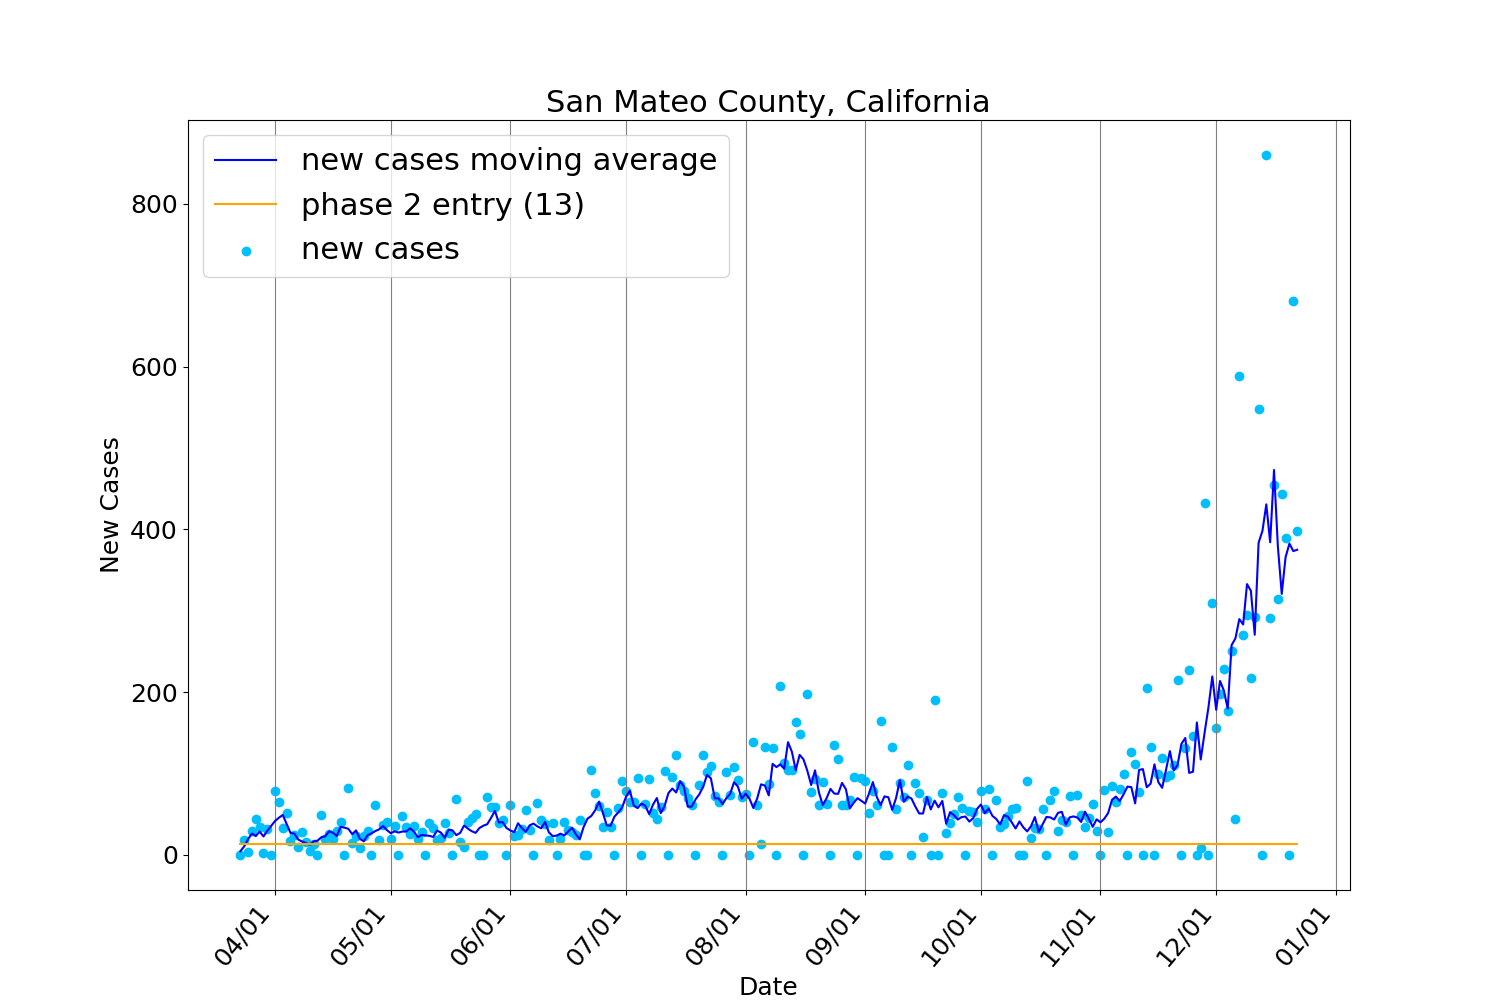 San Mateo County, California
new cases moving average
phase 2 entry (13)
new cases
800
600
400
200
0
New Cases
04/01
05/01
06/01
07/01
08/01
09/01
10/01
11/01
12/01
01/01
Date